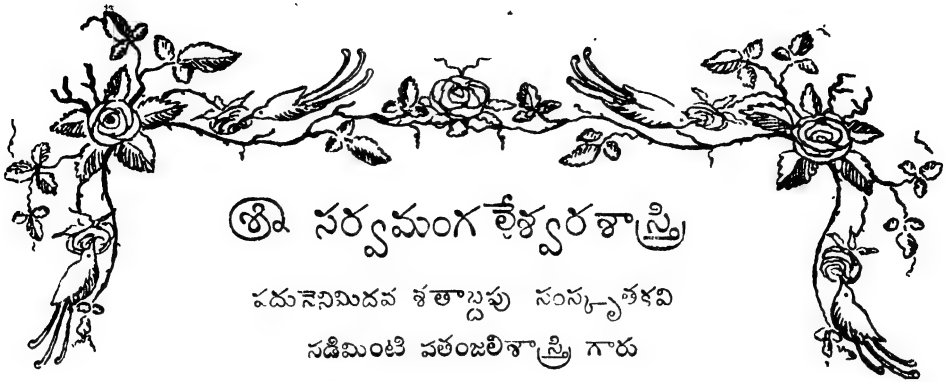 శ్రీ సర్వమంగళేశ్వరశాస్త్రి
పదునెనిమిదవ శతాబ్దపు సంస్కృతకవి
సడిమింటి పతంజలిశాస్త్రి గారు